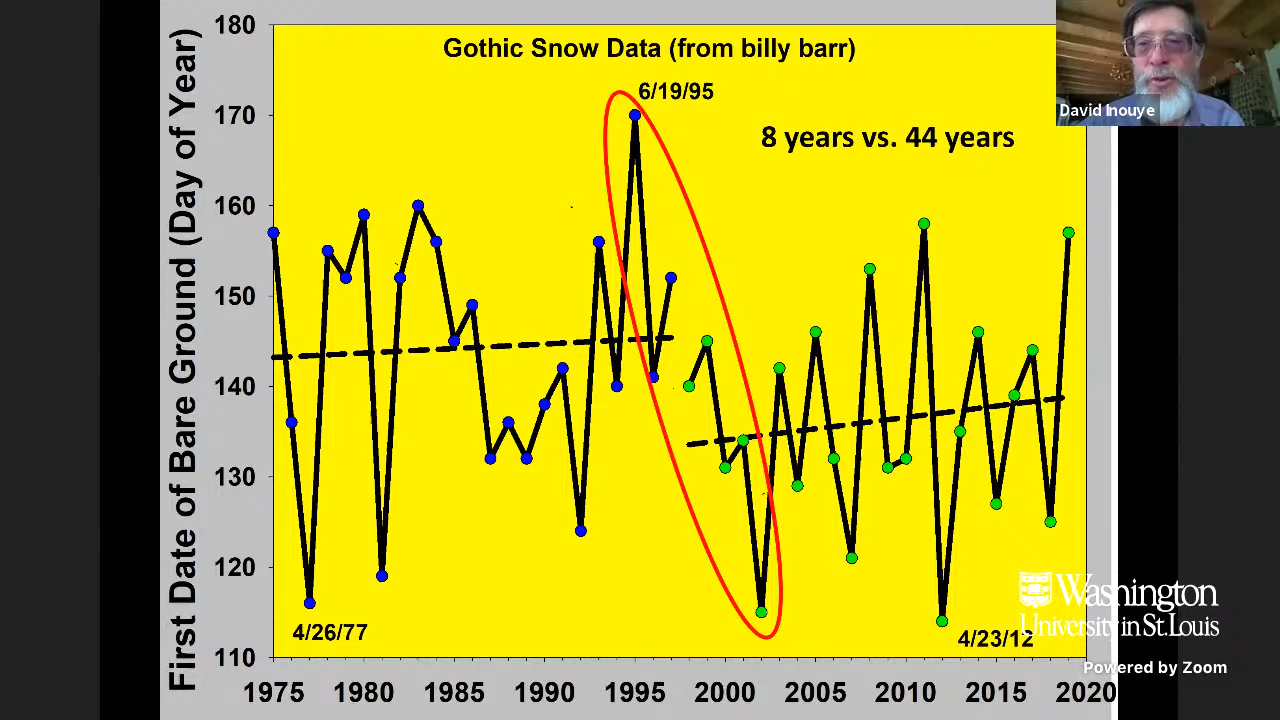 Gothic Snow Data (from billy barr)
6/19/95
8 years vs. 44 years
David Inouye
First Date of Bare Ground (Day of Year)
180
170
160
150
140
130
120
110
4/26/77
4/23/12
1975 1980 1985 1990 1995 2000 2005 2010 2015 2020
Washington
University in St. Louis
Powered by Zoom